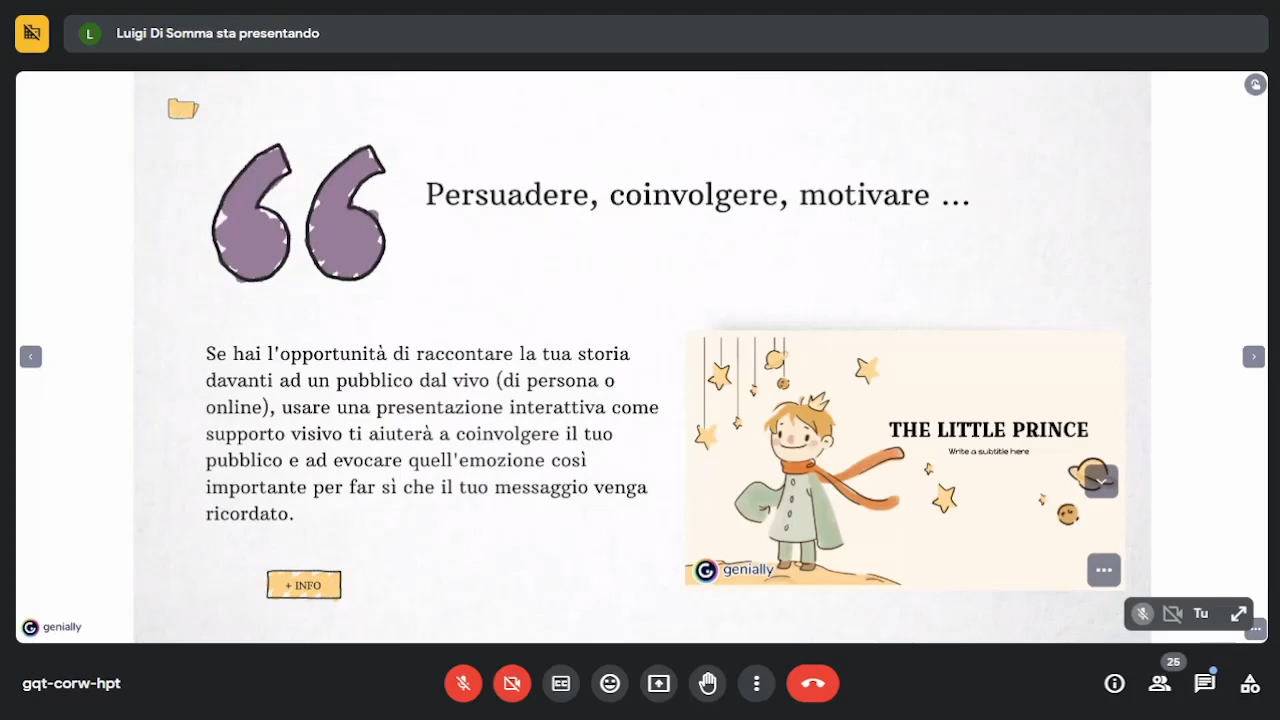 L Luigi Di Somma sta presentando
Persuadere, coinvolgere, motivare ...
Se hai l'opportunità di raccontare la tua storia
davanti ad un pubblico dal vivo (di persona o
online), usare una presentazione interattiva come
supporto visivo ti aiuterà a coinvolgere il tuo
pubblico e ad evocare quell'emozione così
importante per far sì che il tuo messaggio venga
ricordato.
+ INFO
THE LITTLE PRINCE
Write a subtitle here
genially
Tu
genially
gqt-corw-hpt
25